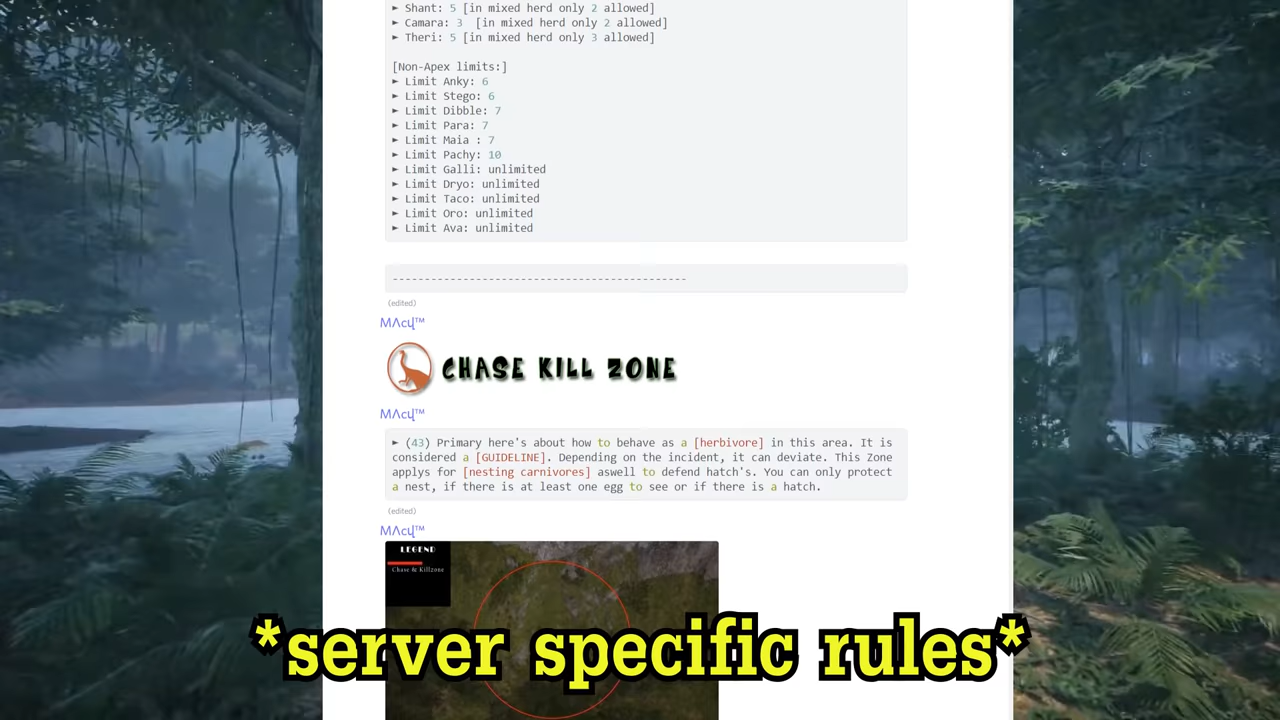 ► Shant: 5 [in mixed herd only 2 allowed]
► Camara: 3  [in mixed herd only 2 allowed]
► Theri: 5 [in mixed herd only 3 allowed]
[Non-Apex limits:]
► Limit Anky: 6
► Limit Stego: 6
► Limit Dibble: 7
► Limit Para: 7
► Limit Maia : 7
► Limit Pachy: 10
► Limit Galli: unlimited
► Limit Dryo: unlimited
► Limit Taco: unlimited
► Limit Oro: unlimited
► Limit Ava: unlimited
----------------------------------------------
(edited)
MΛcɥ™
CHASE KILL ZONE
MΛcɥ™
► (43) Primary here's about how to behave as a [herbivore] in this area. It is
considered a [GUIDELINE]. Depending on the incident, it can deviate. This Zone
applys for [nesting carnivores] aswell to defend hatch's. You can only protect
a nest, if there is at least one egg to see or if there is a hatch.
(edited)
MΛcɥ™
LEGEND
Chase & Killzone
*server specific rules*